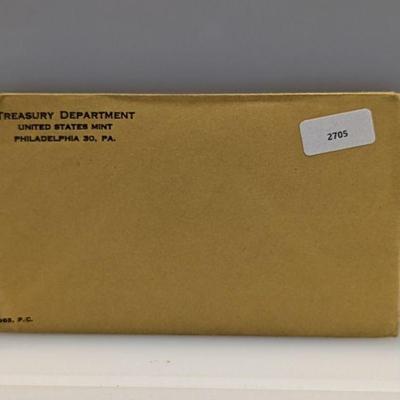 TREASURY DEPARTMENT
UNITED STATES MINT
PHILADELPHIA 30, PA.
2705
P.C.